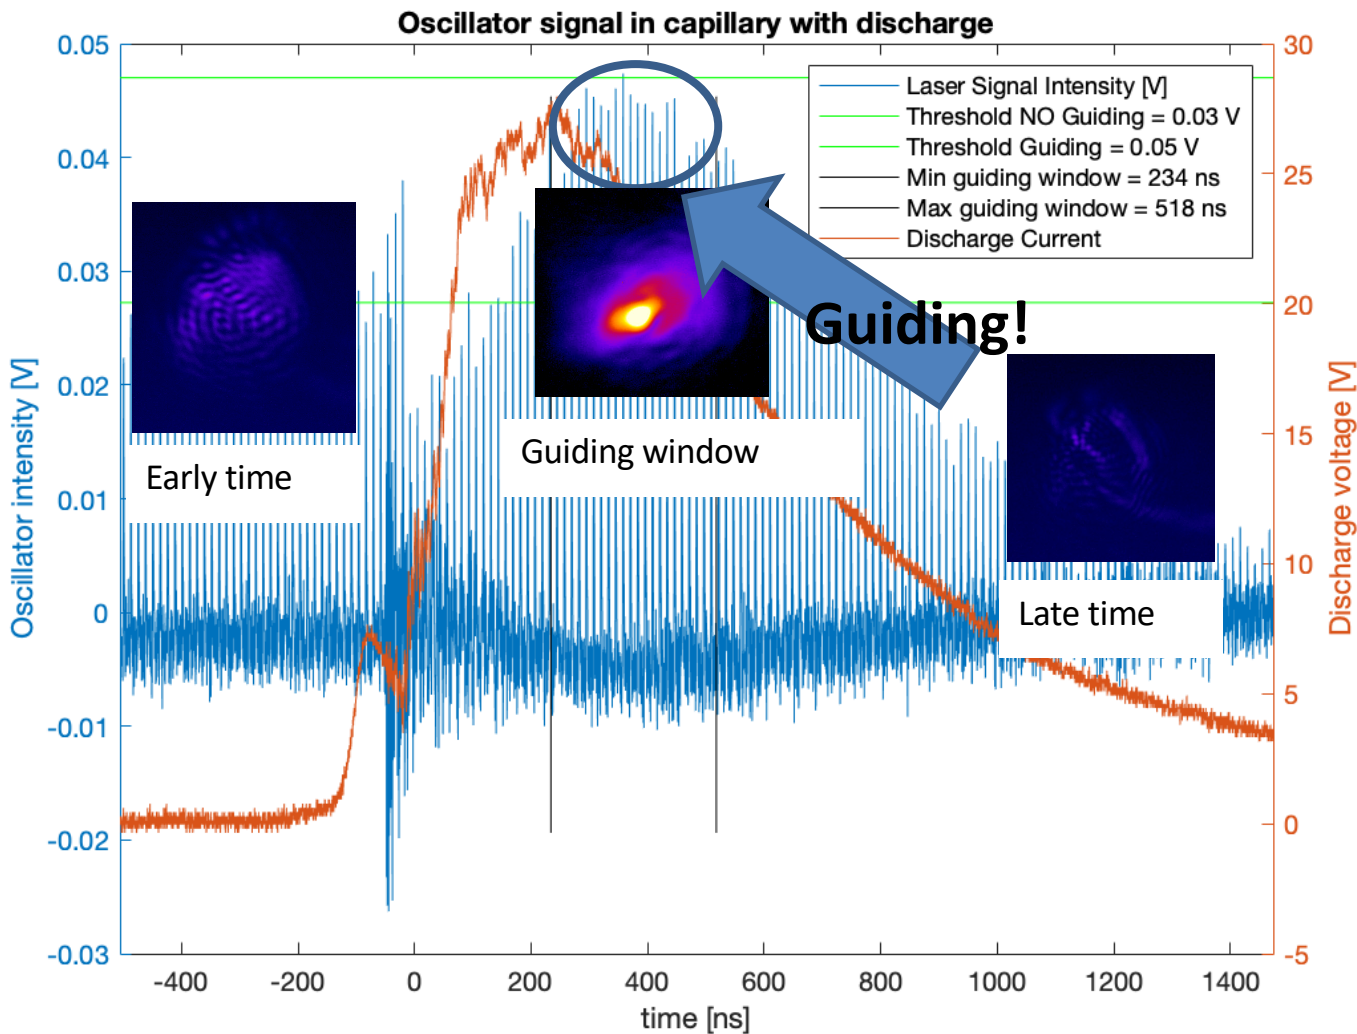 Oscillator signal in capillary with discharge
0.05
0.04
0.03
0.02
0.01
0
-0.01
-0.02
-0.03
Oscillator intensity [V]
30
25
20
15
10
5
0
-5
Discharge voltage [V]
Laser Signal Intensity [V]
Threshold NO Guiding = 0.03 V
Threshold Guiding = 0.05 V
Min guiding window = 234 ns
Max guiding window = 518 ns
Discharge Current
Guiding!
Early time
Guiding window
Late time
-400
-200
0
200
400
600
800
1000
1200
1400
time [ns]